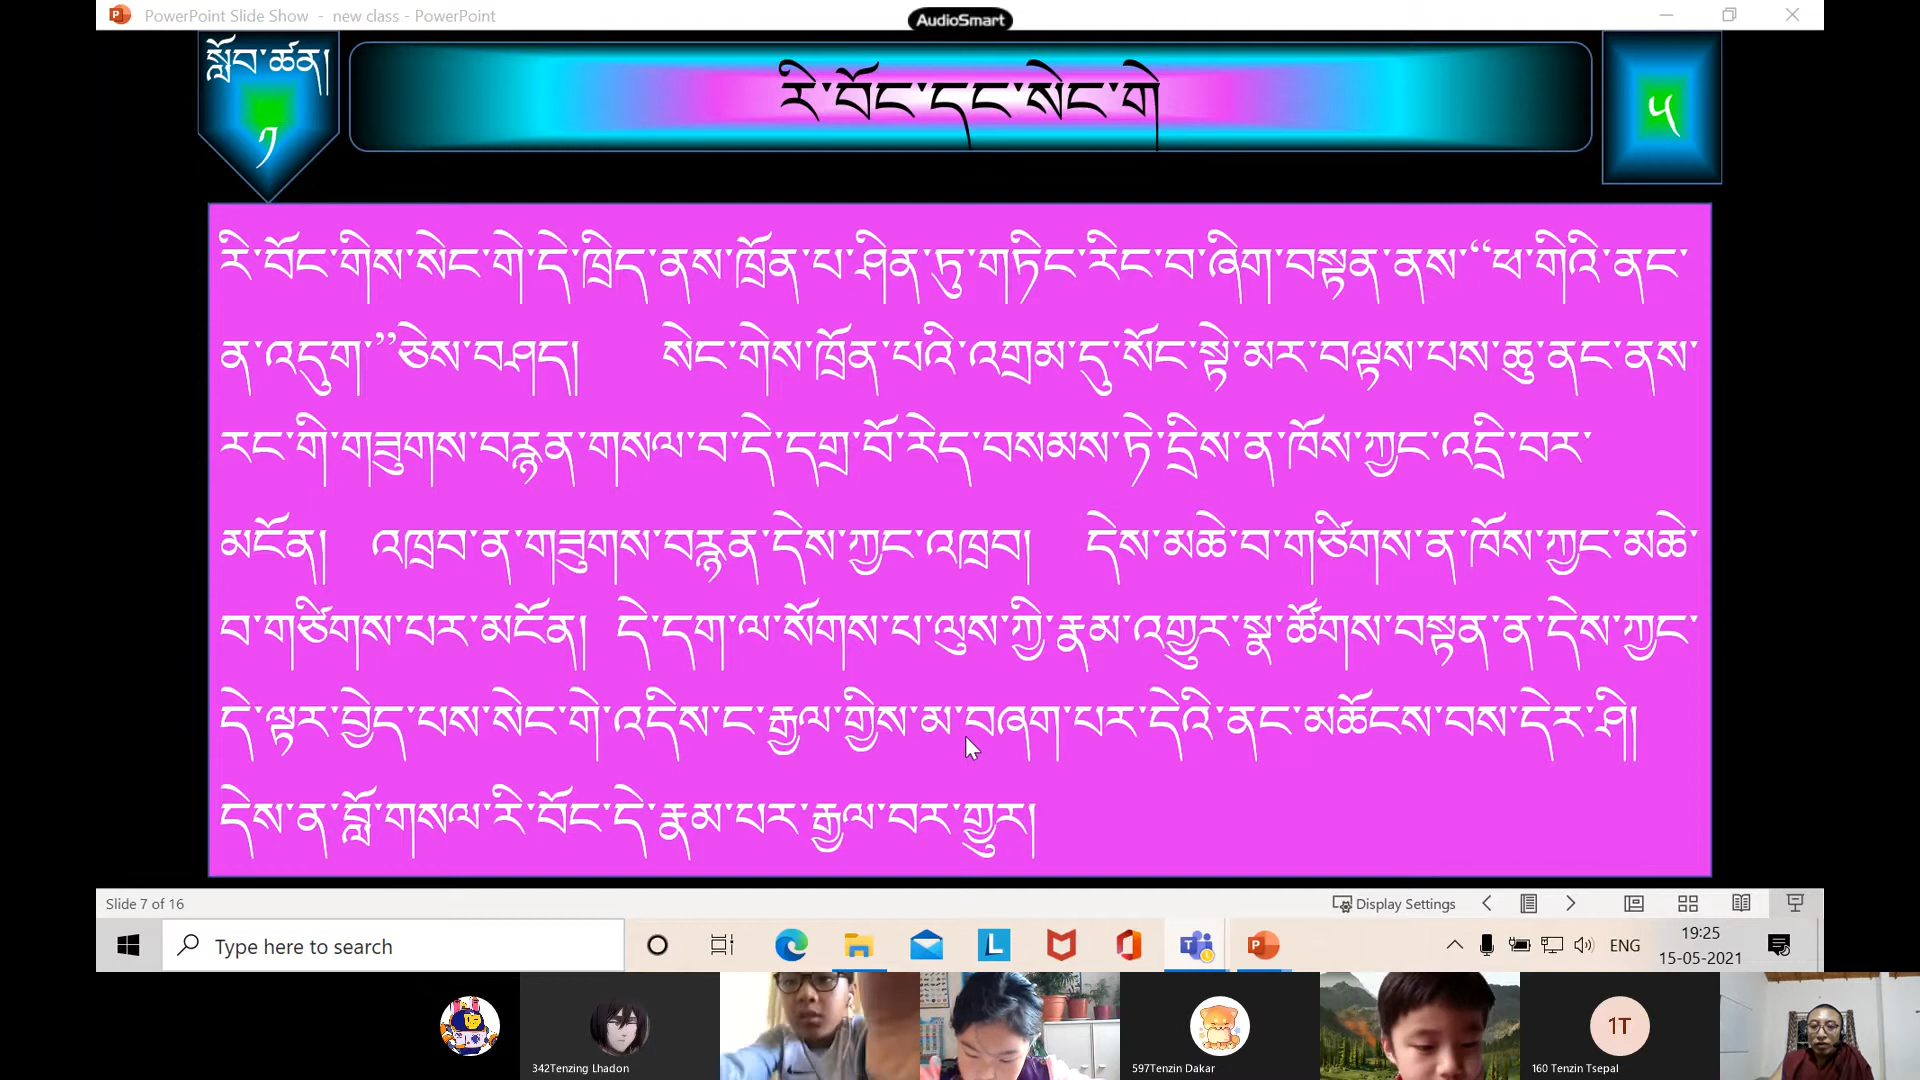 PowerPoint Slide Show - new class - PowerPoint
AudioSmart
སློབ་ཚན།
༡
རི་བོང་དང་སེང་གེ
༥
རི་བོང་གིས་སེང་གེ་དེ་ཁྲིད་ནས་ཁྲོན་པ་ཤིན་ཏུ་གཏིང་རིང་བ་ཞིག་བསྟན་ནས་“ཕ་གིའི་ནང་
ན་འདུག་”ཅེས་བཤད། སེང་གེས་ཁྲོན་པའི་འགྲམ་དུ་སོང་སྟེ་མར་བལྟས་པས་ཆུ་ནང་ནས་
རང་གི་གཟུགས་བརྙན་གསལ་བ་དེ་དགྲ་བོ་རེད་བསམས་ཏེ་དྲིས་ན་ཁོས་ཀྱང་འདྲི་བར་
མངོན། འཁྲབ་ན་གཟུགས་བརྙན་དེས་ཀྱང་འཁྲབ། དེས་མཆེ་བ་གཙིགས་ན་ཁོས་ཀྱང་མཆེ་
བ་གཙིགས་པར་མངོན། དེ་དག་ལ་སོགས་པ་ལུས་ཀྱི་རྣམ་འགྱུར་སྣ་ཚོགས་བསྟན་ན་དེས་ཀྱང་
དེ་ལྟར་བྱེད་པས་སེང་གེ་འདིས་ང་རྒྱལ་གྱིས་མ་བཞག་པར་དེའི་ནང་མཆོངས་བས་དེར་ཤི།
དེས་ན་བློ་གསལ་རི་བོང་དེ་རྣམ་པར་རྒྱལ་བར་གྱུར།
Slide 7 of 16
Display Settings
Type here to search
ENG
19:25
15-05-2021
342Tenzing Lhadon
597Tenzin Dakar
1T
160 Tenzin Tsepal